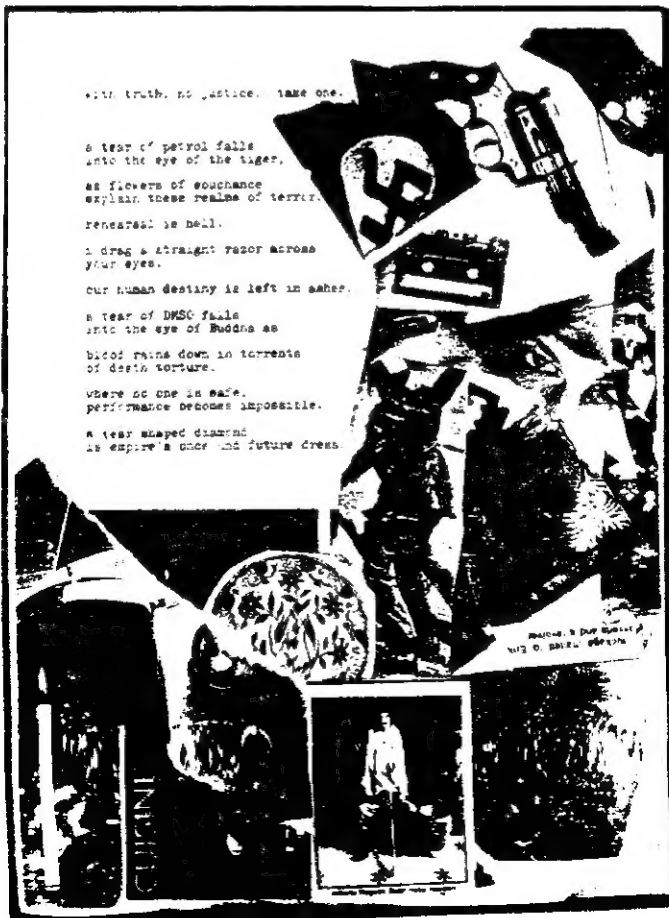 with truth, no justice. take one.
a tear of petrol falls
into the eye of the tiger,
as flowers of
explain these realms of terror.
rehearsal is hell.
i drag a straight razor across
your eyes.
our human destiny is left in ashes.
a tear of DMSO falls
into the eye of Buddha as
blood rains down in torrents
of death torture.
where no one is safe,
performance becomes impossible.
a tear shaped diamond
is empire's once and future dress.
CUISINE